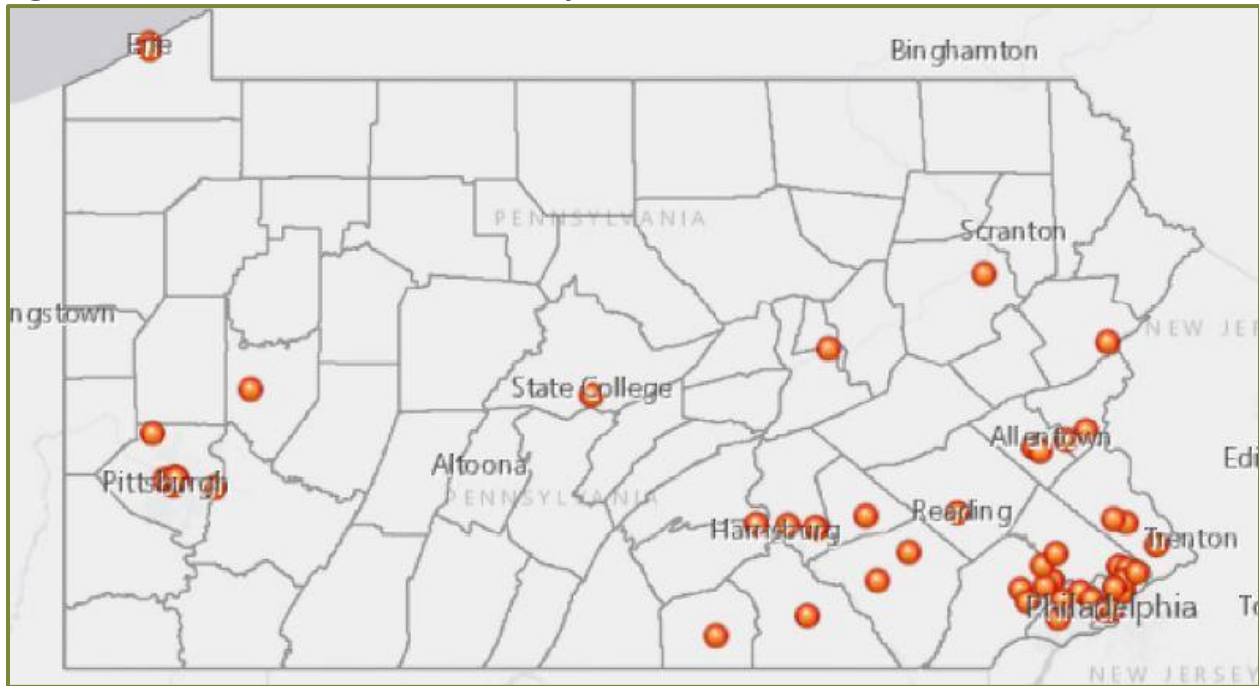 Erie
Binghamton
PENNSYLVANIA
Scranton
ngstown
NEW JER
State College
Allentown
Altoona
Pittsburgh
Edi
PENNSYLVANIA
Harrisburg
Reading
Trenton
Philadelphia
To
NEW JERSEY